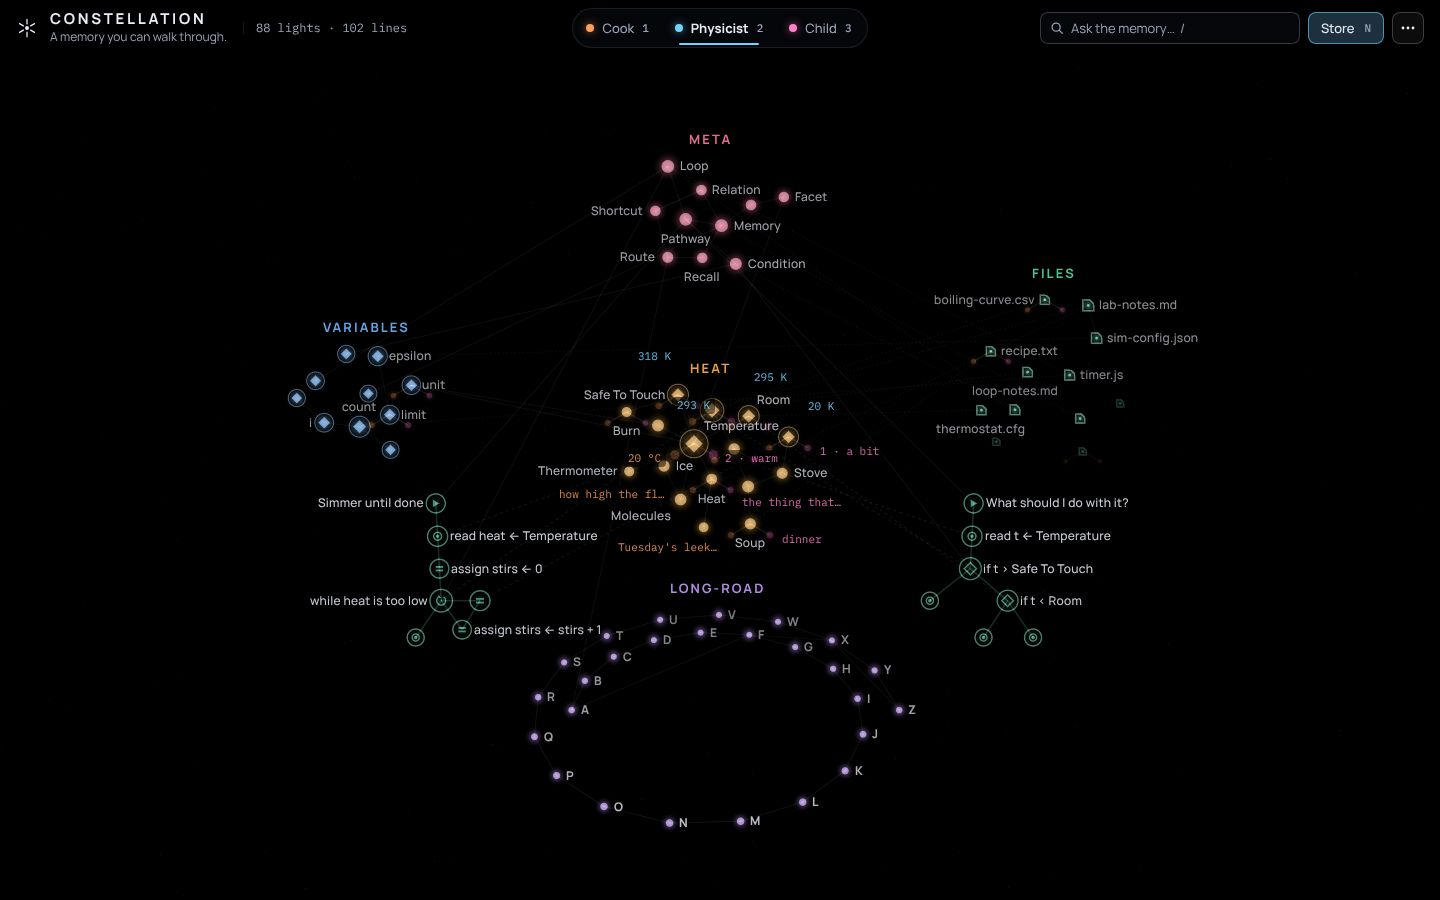 CONSTELLATION
A memory you can walk through.
88 lights · 102 lines
Cook 1
Physicist 2
Child 3
Ask the memory... /
Store N
META
Loop
Relation
Facet
Shortcut
Memory
Pathway
Route
Recall
Condition
FILES
boiling-curve.csv
lab-notes.md
sim-config.json
recipe.txt
timer.js
loop-notes.md
thermostat.cfg
VARIABLES
epsilon
unit
count
limit
i
318 K
HEAT
295 K
Safe To Touch
293 K
Room
20 K
Burn
Temperature
1 · a bit
20 °C
Ice
2 · warm
Thermometer
Stove
how high the fl…
Heat
the thing that…
Molecules
Tuesday's leek…
Soup
dinner
Simmer until done
read heat ← Temperature
assign stirs ← 0
while heat is too low
assign stirs ← stirs + 1
What should I do with it?
read t ← Temperature
if t > Safe To Touch
if t < Room
LONG-ROAD
A
B
C
D
E
F
G
H
I
J
K
L
M
N
O
P
Q
R
S
T
U
V
W
X
Y
Z